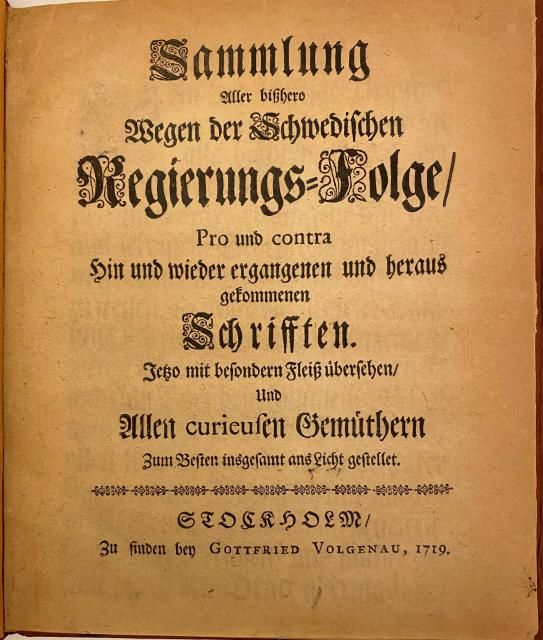 Sammlung
Aller bißhero
Wegen der Schwedischen
Regierungs-Folge/
Pro und contra
Hin und wieder ergangenen und heraus
gekommenen
Schrifften.
Jetzo mit besondern Fleiß übersehen/
Und
Allen curieusen Gemüthern
Zum Besten insgesamt ans Licht gestellet.
STOCKHOLM/
Zu finden bey GOTTFRIED VOLGENAU, 1719.